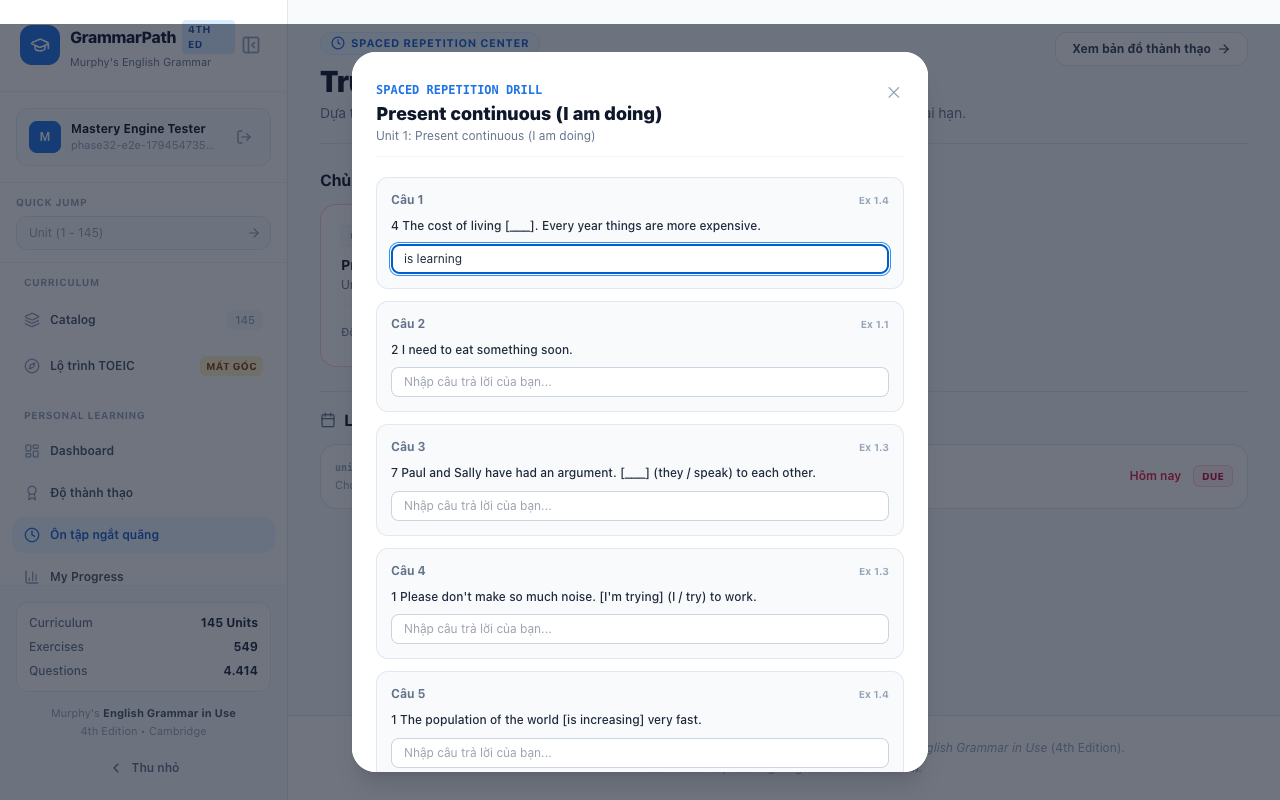 GrammarPath
4TH ED
Murphy's English Grammar
Mastery Engine Tester
phase32-e2e-179454735...
M
QUICK JUMP
Unit (1 - 145)
CURRICULUM
Catalog
145
Lộ trình TOEIC
MẤT GỐC
PERSONAL LEARNING
Dashboard
Độ thành thạo
Ôn tập ngắt quãng
My Progress
Curriculum
145 Units
Exercises
549
Questions
4.414
Murphy's English Grammar in Use
4th Edition • Cambridge
Thu nhỏ
SPACED REPETITION CENTER
Xem bản đồ thành thạo
Hôm nay
DUE
English Grammar in Use (4th Edition).
SPACED REPETITION DRILL
Present continuous (I am doing)
Unit 1: Present continuous (I am doing)
Câu 1
Ex 1.4
4 The cost of living [___]. Every year things are more expensive.
is learning
Câu 2
Ex 1.1
2 I need to eat something soon.
Nhập câu trả lời của bạn...
Câu 3
Ex 1.3
7 Paul and Sally have had an argument. [___] (they / speak) to each other.
Nhập câu trả lời của bạn...
Câu 4
Ex 1.3
1 Please don't make so much noise. [I'm trying] (I / try) to work.
Nhập câu trả lời của bạn...
Câu 5
Ex 1.4
1 The population of the world [is increasing] very fast.
Nhập câu trả lời của bạn...